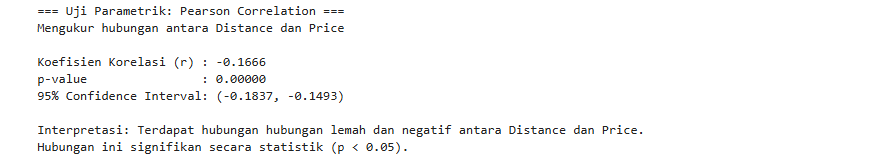 === Uji Parametrik: Pearson Correlation ===
Mengukur hubungan antara Distance dan Price
Koefisien Korelasi (r) : -0.1666
p-value : 0.00000
95% Confidence Interval: (-0.1837, -0.1493)
Interpretasi: Terdapat hubungan hubungan lemah dan negatif antara Distance dan Price.
Hubungan ini signifikan secara statistik (p < 0.05).